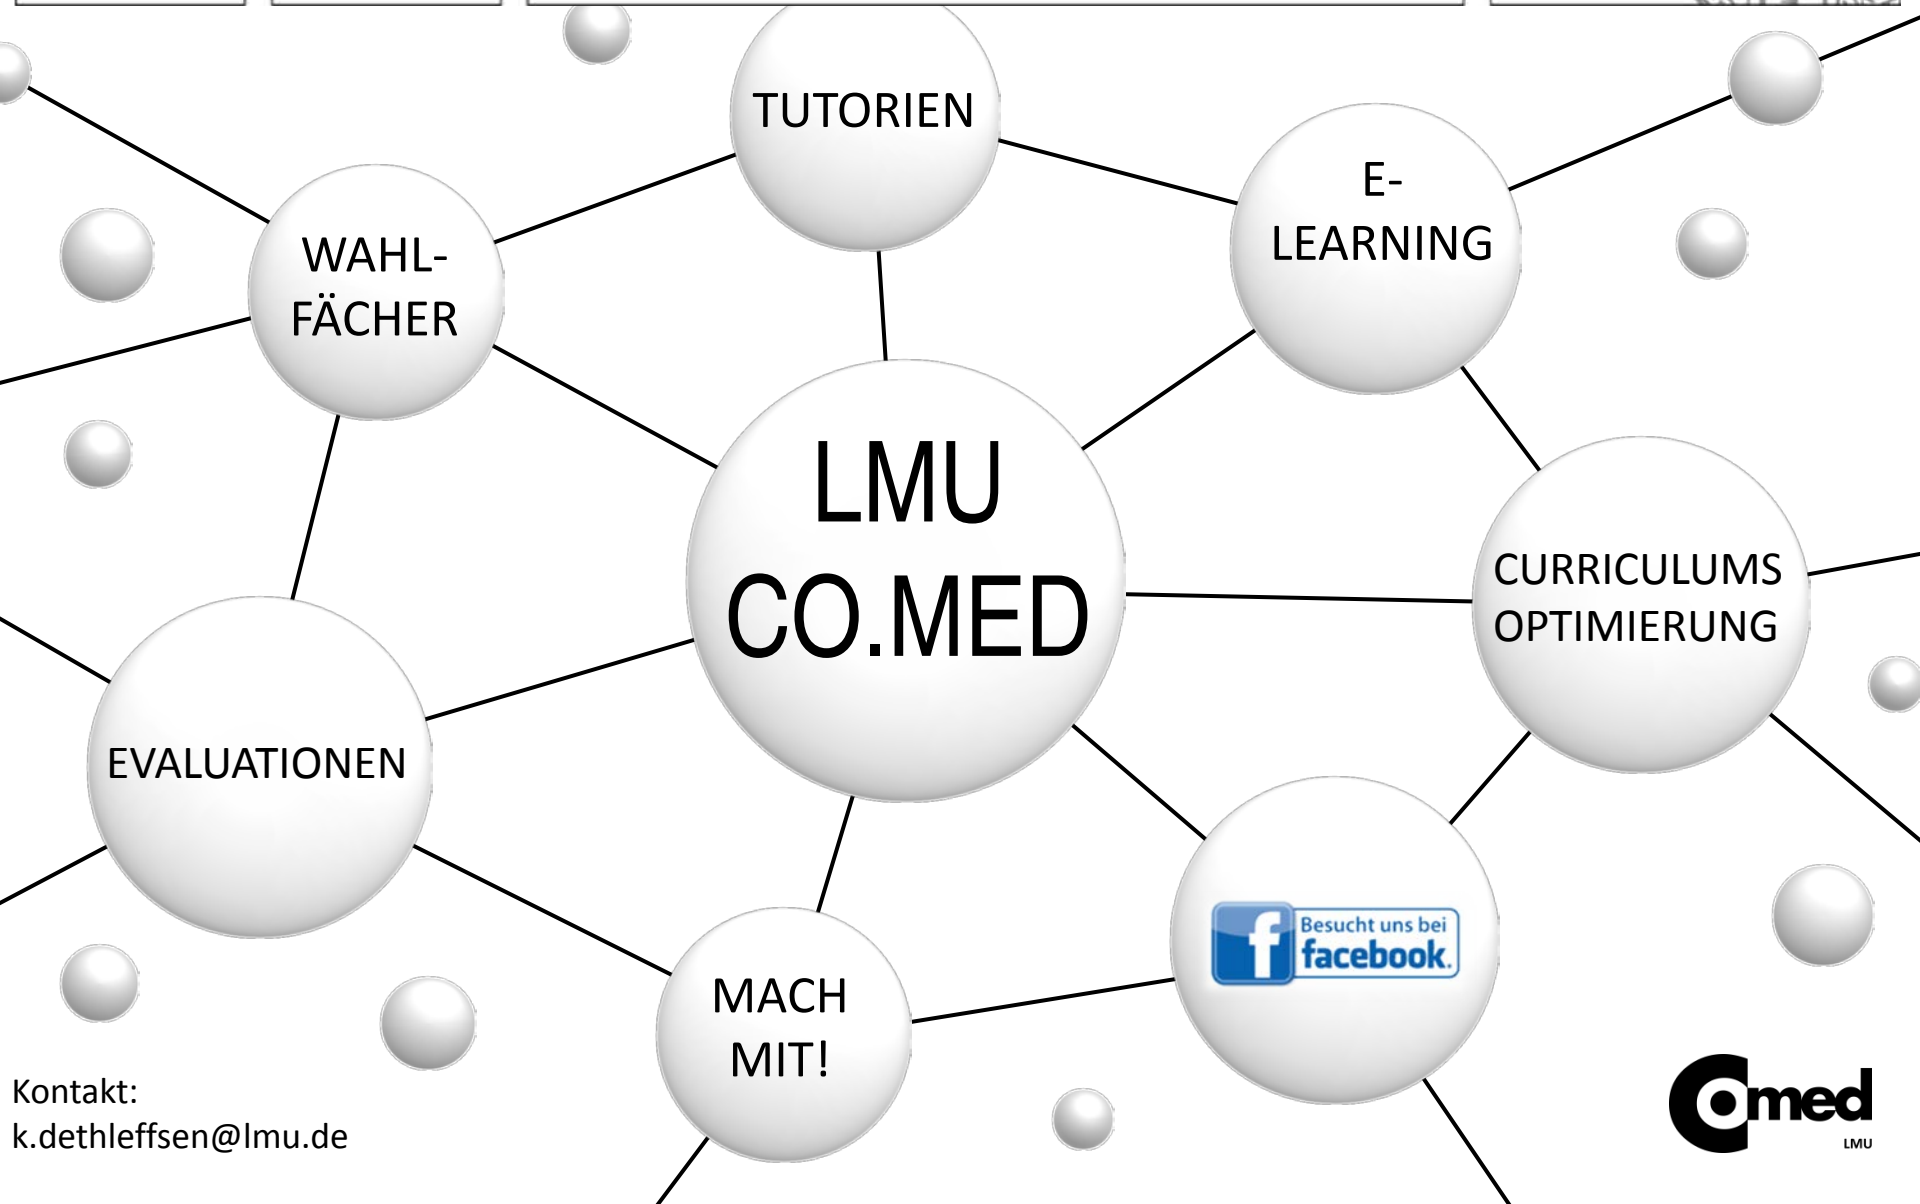 TUTORIEN
E-
LEARNING
WAHL-
FÄCHER
LMU
CO.MED
CURRICULUMS
OPTIMIERUNG
EVALUATIONEN
Besucht uns bei
facebook.
MACH
MIT!
Kontakt:
k.dethleffsen@lmu.de
Comed
LMU